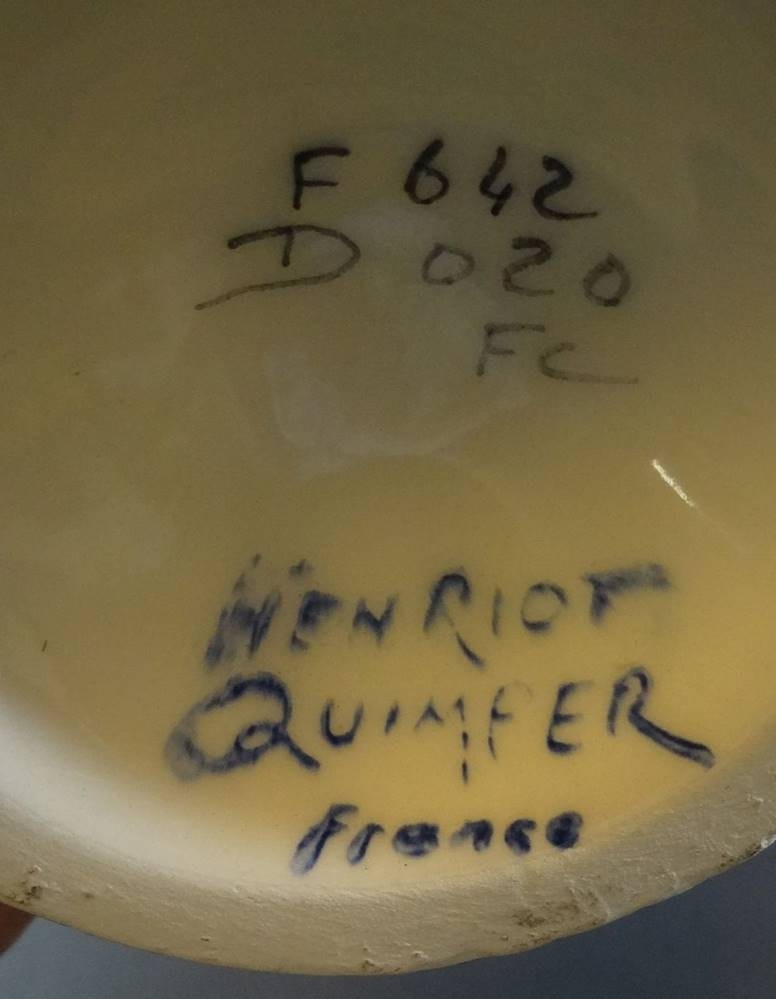 F 642
D 020
FC
HENRIOT
QUIMPER
France